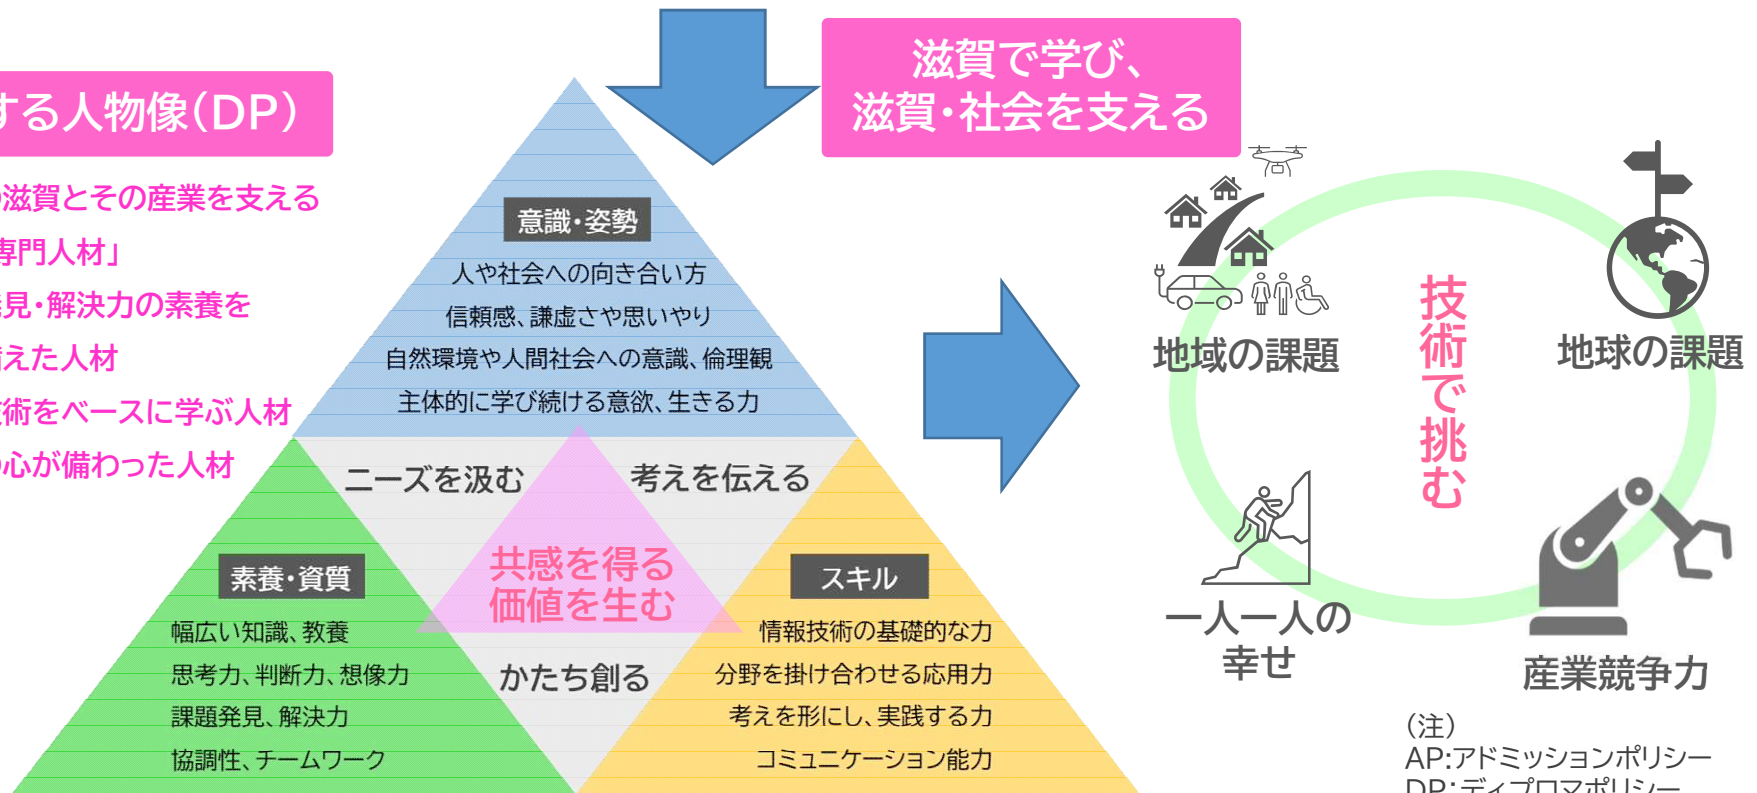 する人物像(DP)
滋賀とその産業を支える
専門人材」
見・解決力の素養を
えた人材
術をベースに学ぶ人材
心が備わった人材
滋賀で学び、
滋賀・社会を支える
意識・姿勢
人や社会への向き合い方
信頼感、謙虚さや思いやり
自然環境や人間社会への意識、倫理観
主体的に学び続ける意欲、生きる力
ニーズを汲む
考えを伝える
共感を得る
価値を生む
かたち創る
素養・資質
幅広い知識、教養
思考力、判断力、想像力
課題発見、解決力
協調性、チームワーク
スキル
情報技術の基礎的な力
分野を掛け合わせる応用力
考えを形にし、実践する力
コミュニケーション能力
地域の課題
地球の課題
技術で挑む
一人一人の
幸せ
産業競争力
(注)
AP:アドミッションポリシー
DP:ディプロマポリシー